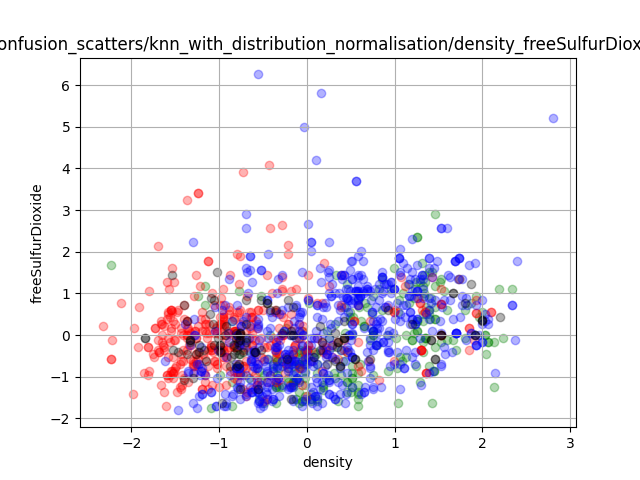 onfusion_scatters/knn_with_distribution_normalisation/density_freeSulfurDiox
6
5
4
3
2
1
0
−1
−2
freeSulfurDioxide
−2 −1 0 1 2 3
density